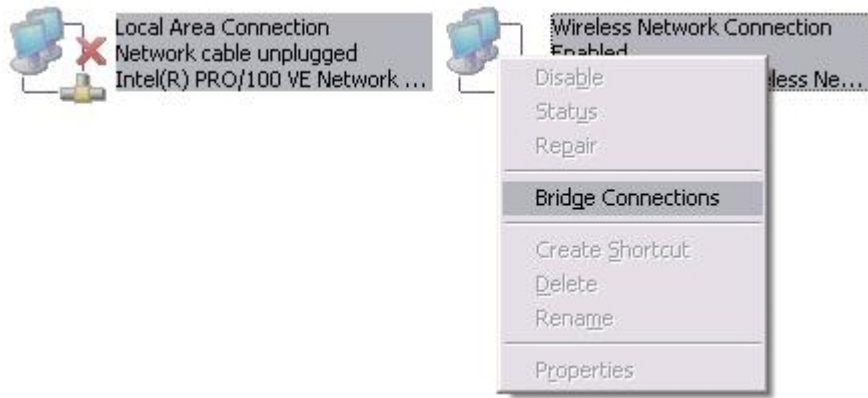 Local Area Connection
Network cable unplugged
Intel(R) PRO/100 VE Network ...
Wireless Network Connection
Enabled
less Ne...
Disable
Status
Repair
Bridge Connections
Create Shortcut
Delete
Rename
Properties